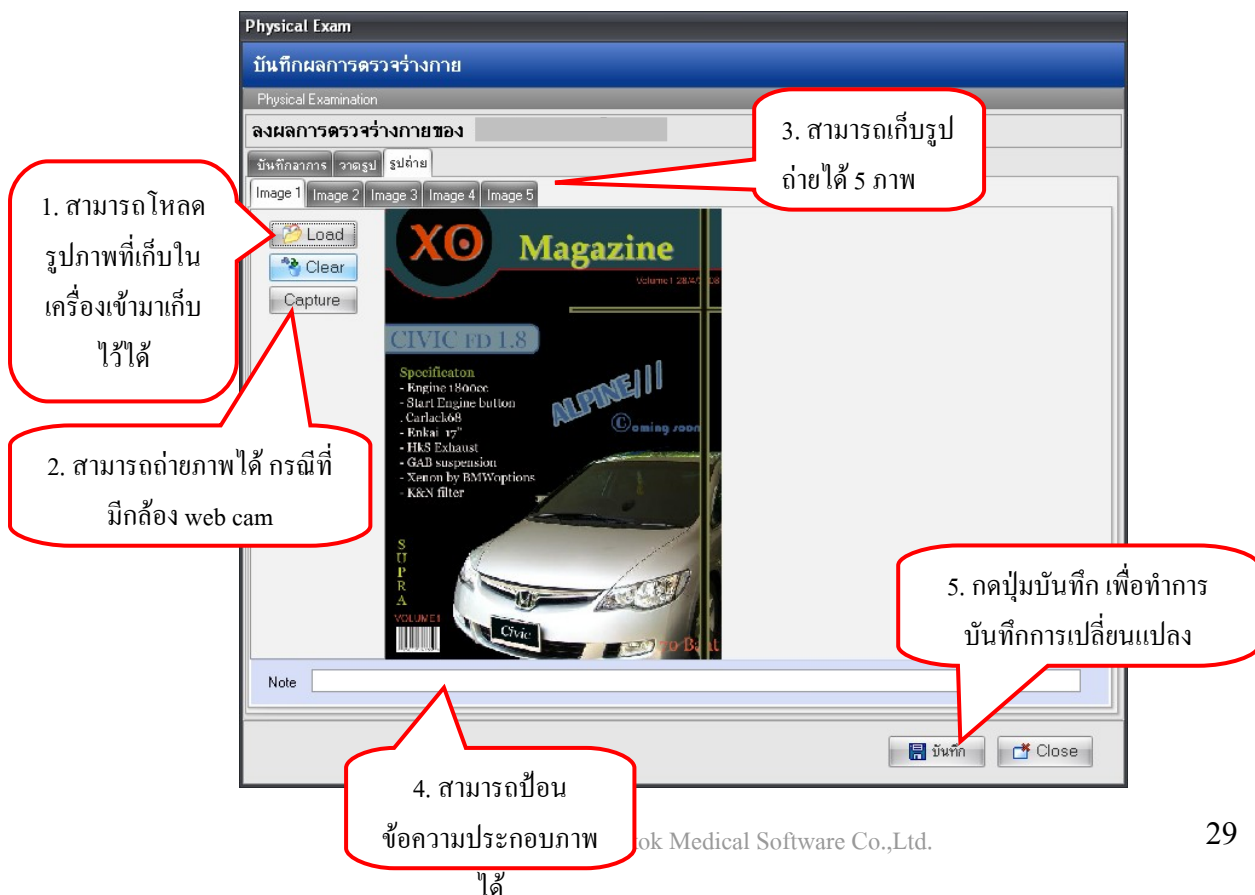 Physical Exam
บันทึกผลการตรวจร่างกาย
Physical Examination
ลงผลการตรวจร่างกายของ
บันทึกอาการ วาดรูป รูปถ่าย
Image 1 Image 2 Image 3 Image 4 Image 5
Load
Clear
Capture
XO Magazine
Volume 1 28/4/
08
CIVIC FD 1.8
Specificaton
- Engine 1800cc
- Start Engine button
. Carlack68
- Enkai 17"
- HkS Exhaust
- GAB suspension
- Xenon by BMWoptions
- K&N filter
ALPINE
Coming soon
S
U
P
R
A
VOLUME1
Civic
Note
บันทึก
Close
1. สามารถโหลด
รูปภาพที่เก็บใน
เครื่องเข้ามาเก็บ
ไว้ได้
2. สามารถถ่ายภาพได้ กรณีที่
มีกล้อง web cam
3. สามารถเก็บรูป
ถ่ายได้ 5 ภาพ
4. สามารถป้อน
ข้อความประกอบภาพ
ได้
5. กดปุ่มบันทึก เพื่อทำการ
บันทึกการเปลี่ยนแปลง
Medical Software Co.,Ltd.
29